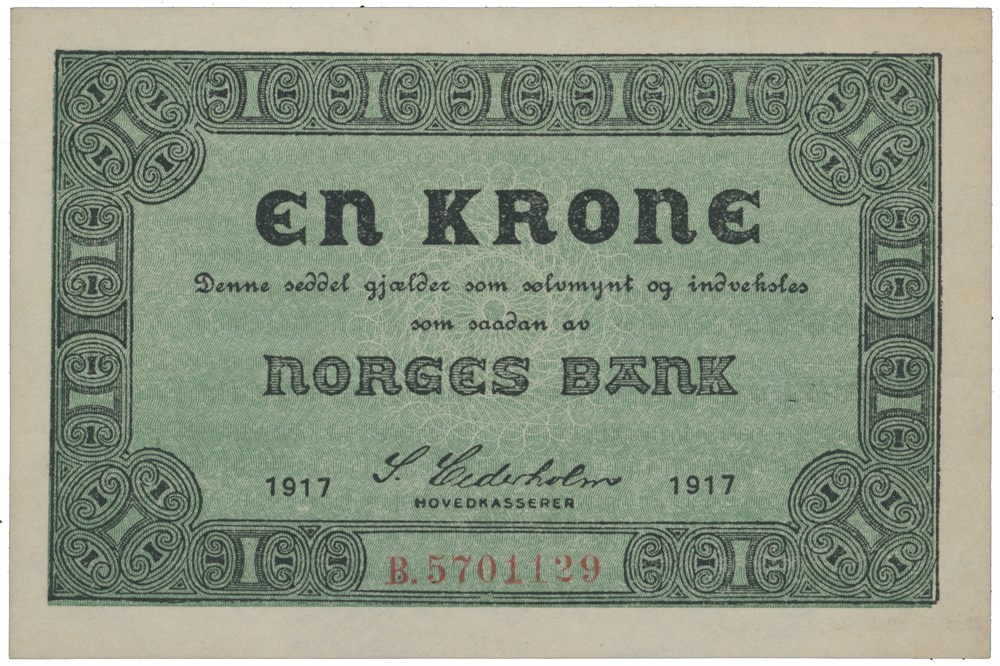 EN KRONE
Denne seddel gjælder som sølvmynt og indveksles
som saadan av
NORGES BANK
1917 S. Cederholm 1917
HOVEDKASSERER
B.5701129